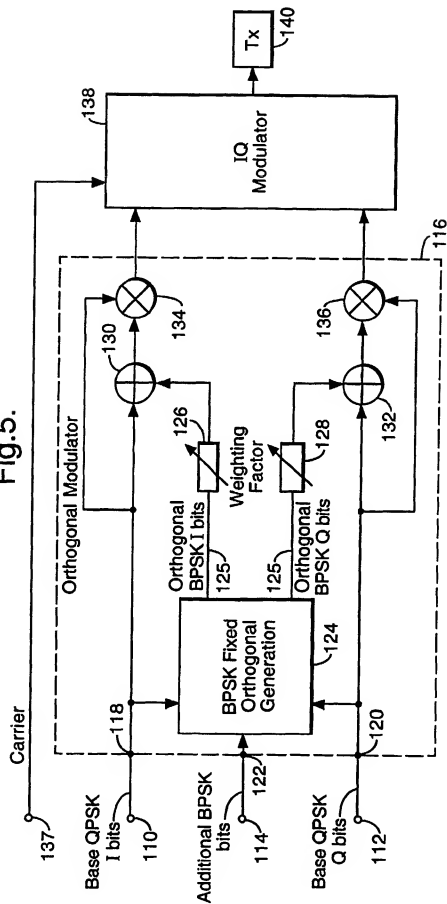 Fig.5.
Carrier
137
Orthogonal Modulator
Base QPSK
I bits
110
118
Additional BPSK
bits
114
122
Base QPSK
Q bits
112
120
BPSK Fixed
Orthogonal
Generation
124
Orthogonal
BPSK I bits
125
Orthogonal
BPSK Q bits
125
126
Weighting
Factor
128
130
132
134
136
116
138
IQ
Modulator
Tx
140